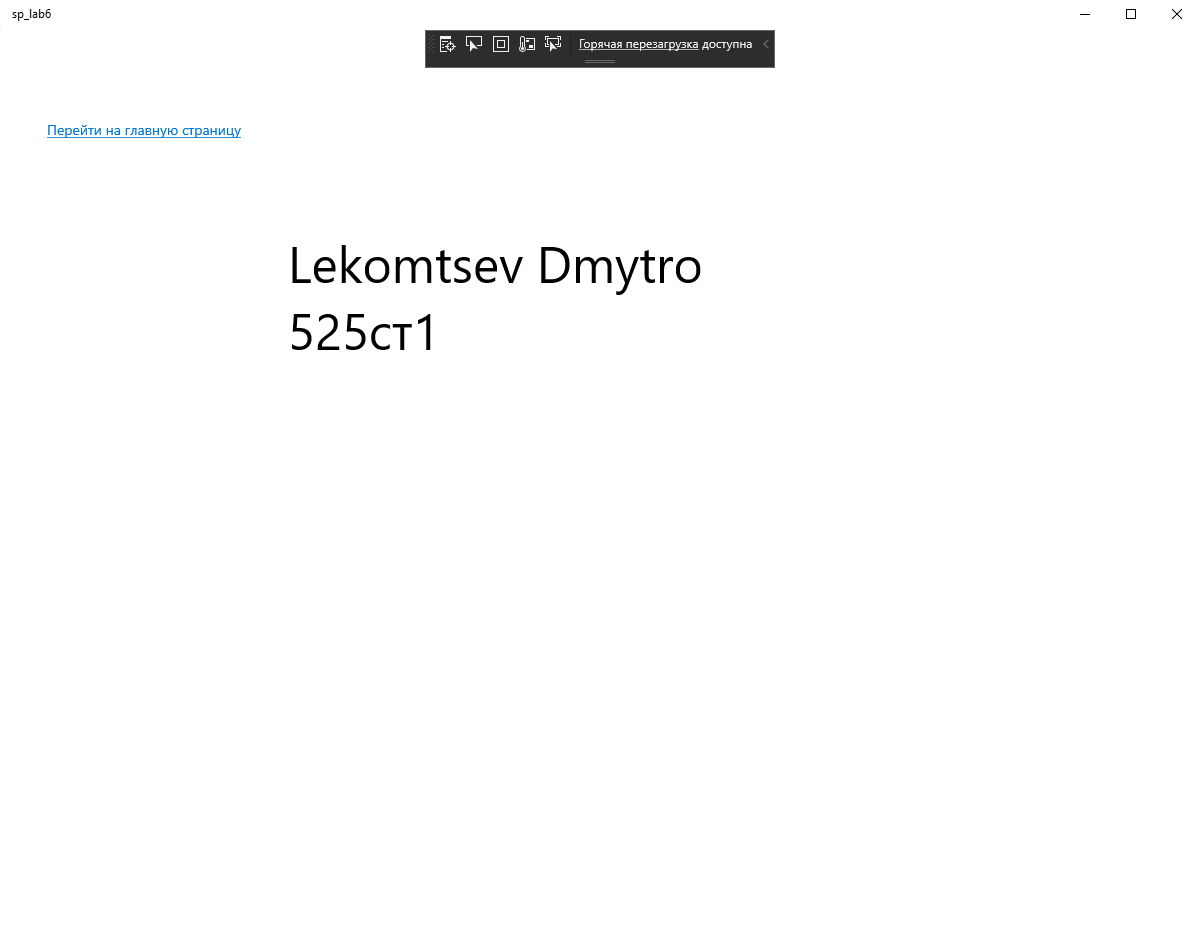 sp_lab6
Горячая перезагрузка доступна
Перейти на главную страницу
Lekomtsev Dmytro
525ст1